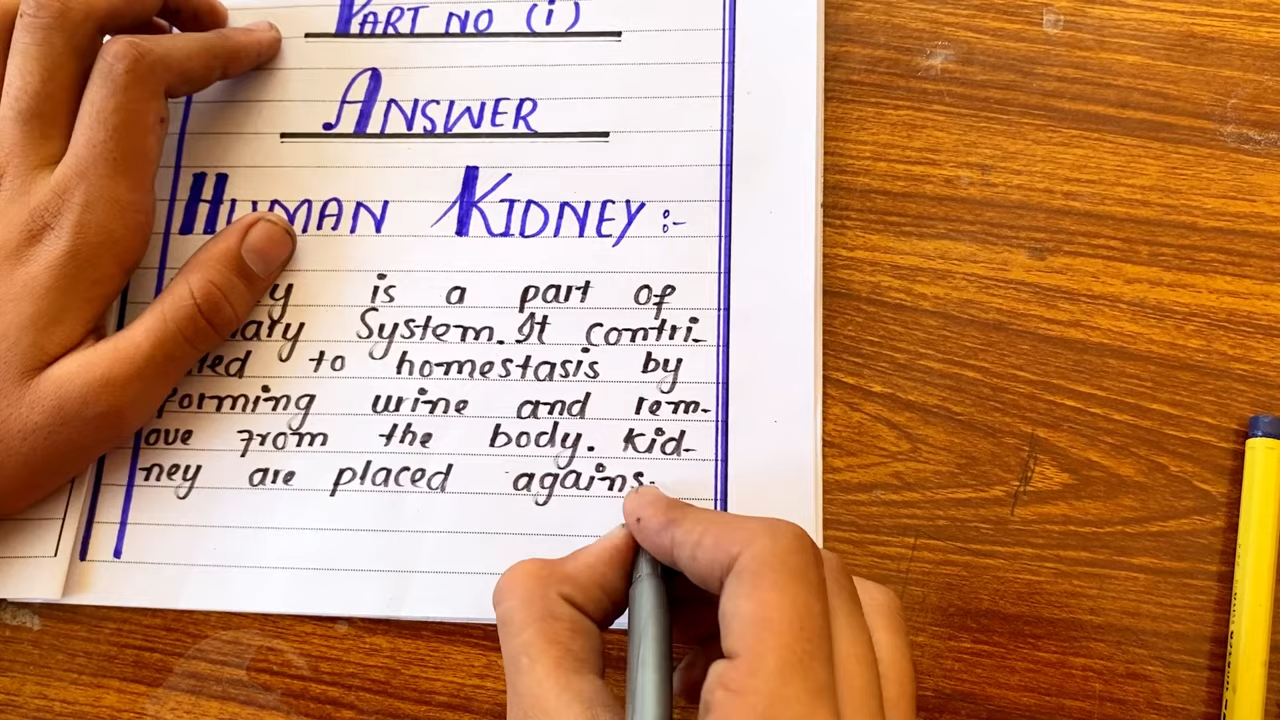 PART NO (i)
ANSWER
HUMAN KIDNEY :-
is a part of
System. It contri-
to homestasis by
forming urine and rem-
ove from the body. kid-
ney are placed agains